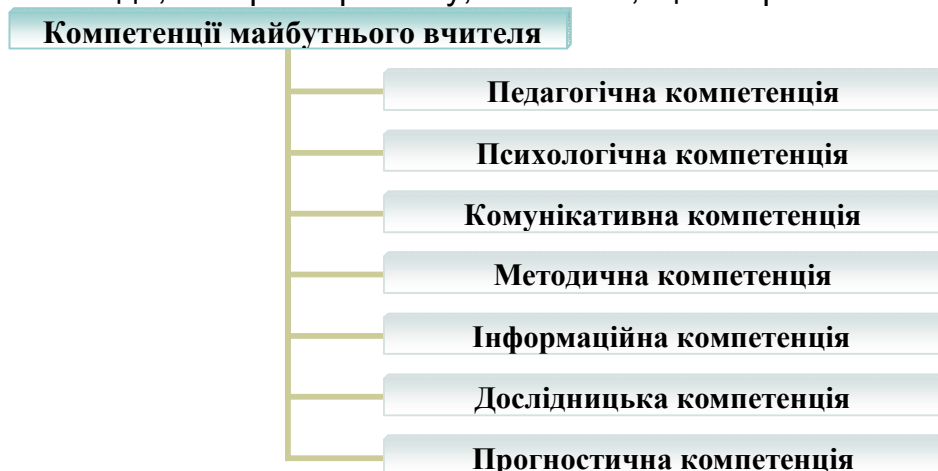 Компетенції майбутнього вчителя
Педагогічна компетенція
Психологічна компетенція
Комунікативна компетенція
Методична компетенція
Інформаційна компетенція
Дослідницька компетенція
Прогностична компетенція